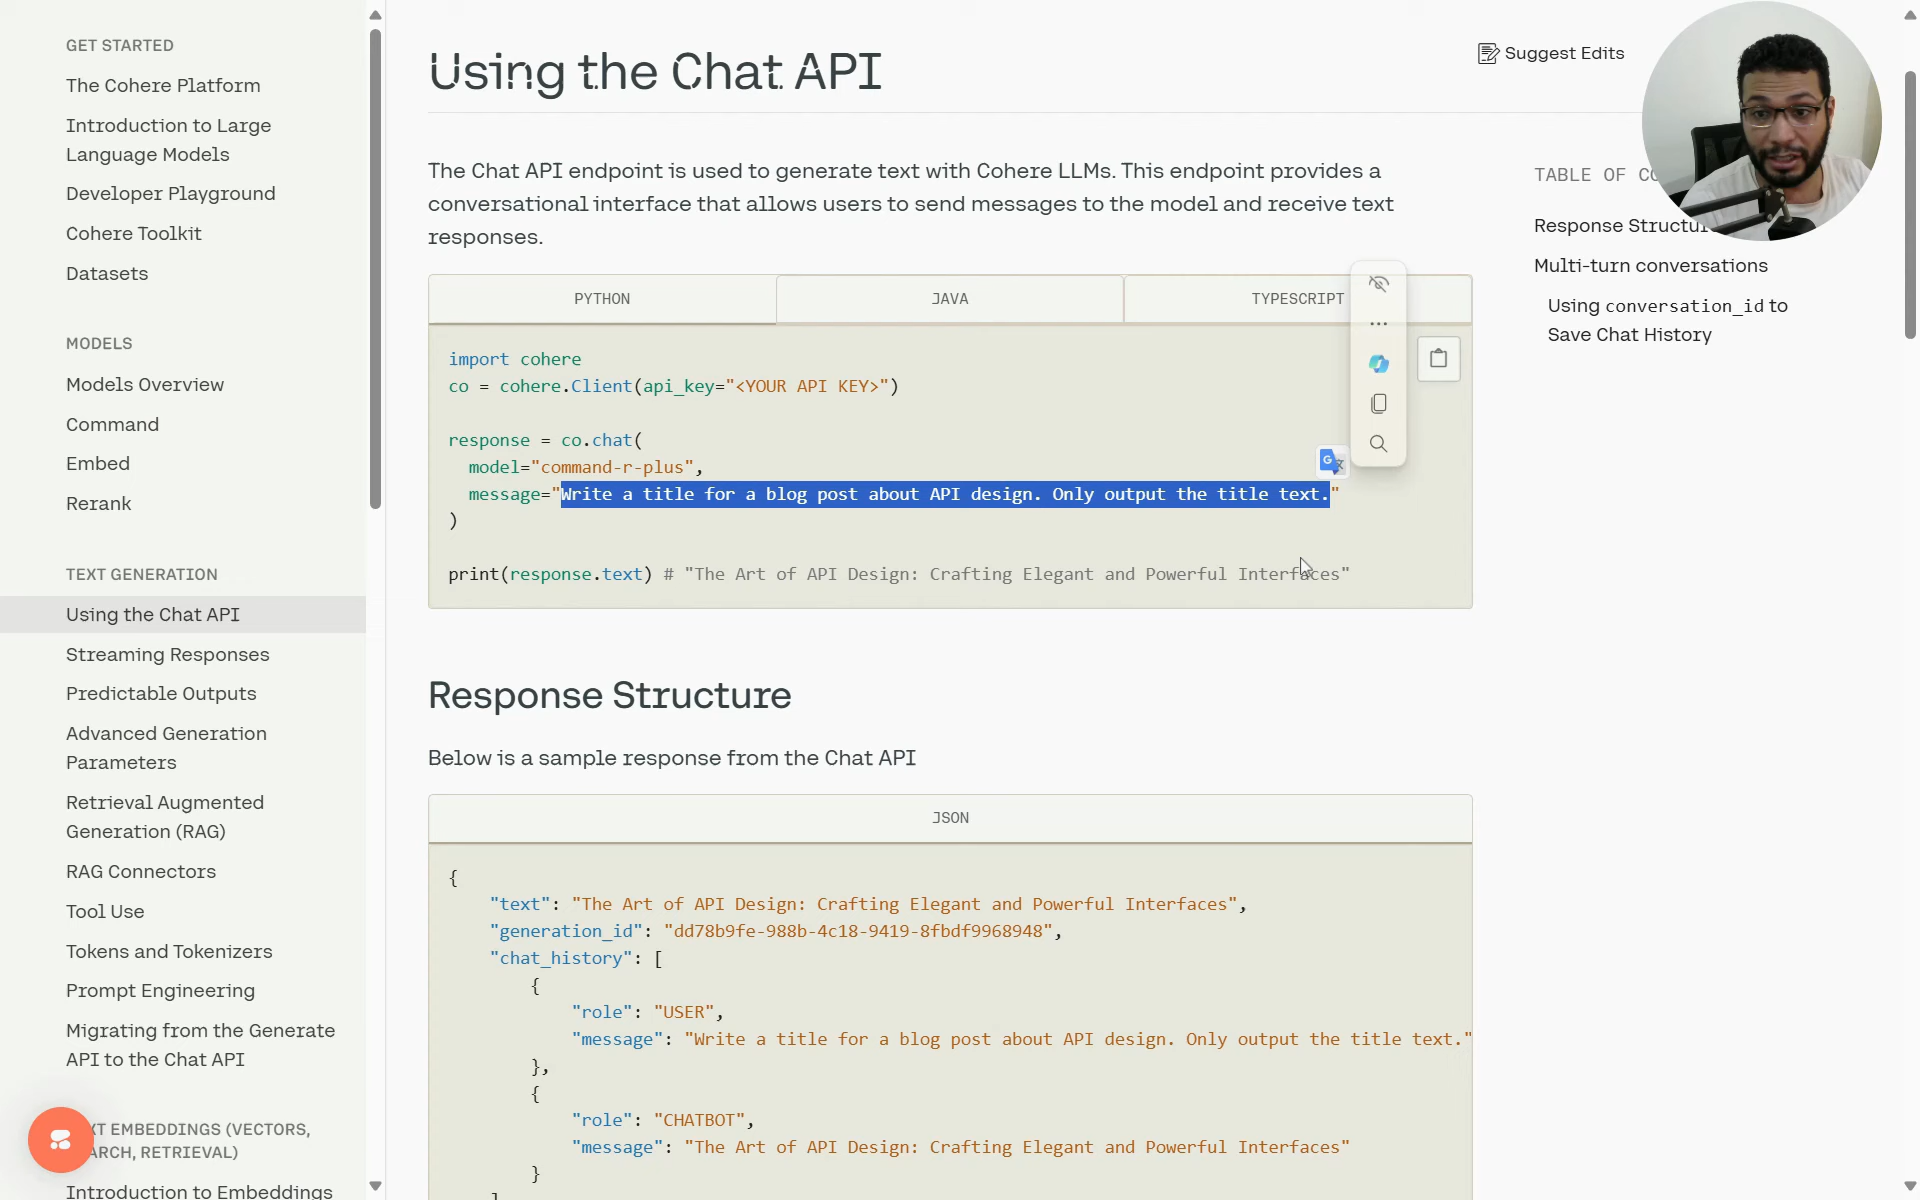 GET STARTED
The Cohere Platform
Introduction to Large
Language Models
Developer Playground
Cohere Toolkit
Datasets
MODELS
Models Overview
Command
Embed
Rerank
TEXT GENERATION
Using the Chat API
Streaming Responses
Predictable Outputs
Advanced Generation
Parameters
Retrieval Augmented
Generation (RAG)
RAG Connectors
Tool Use
Tokens and Tokenizers
Prompt Engineering
Migrating from the Generate
API to the Chat API
EMBEDDINGS (VECTORS,
RETRIEVAL)
Introduction to Embeddings
Using the Chat API
Suggest Edits
The Chat API endpoint is used to generate text with Cohere LLMs. This endpoint provides a
conversational interface that allows users to send messages to the model and receive text
responses.
PYTHON
JAVA
TYPESCRIPT
import cohere
co = cohere.Client(api_key="<YOUR API KEY>")
response = co.chat(
model="command-r-plus",
message="Write a title for a blog post about API design. Only output the title text."
)
print(response.text) # "The Art of API Design: Crafting Elegant and Powerful Interfaces"
Response Structure
Below is a sample response from the Chat API
JSON
{
"text": "The Art of API Design: Crafting Elegant and Powerful Interfaces",
"generation_id": "dd78b9fe-988b-4c18-9419-8fbdf9968948",
"chat_history": [
{
"role": "USER",
"message": "Write a title for a blog post about API design. Only output the title text."
},
{
"role": "CHATBOT",
"message": "The Art of API Design: Crafting Elegant and Powerful Interfaces"
}
]
TABLE OF
Response Structure
Multi-turn conversations
Using conversation_id to
Save Chat History